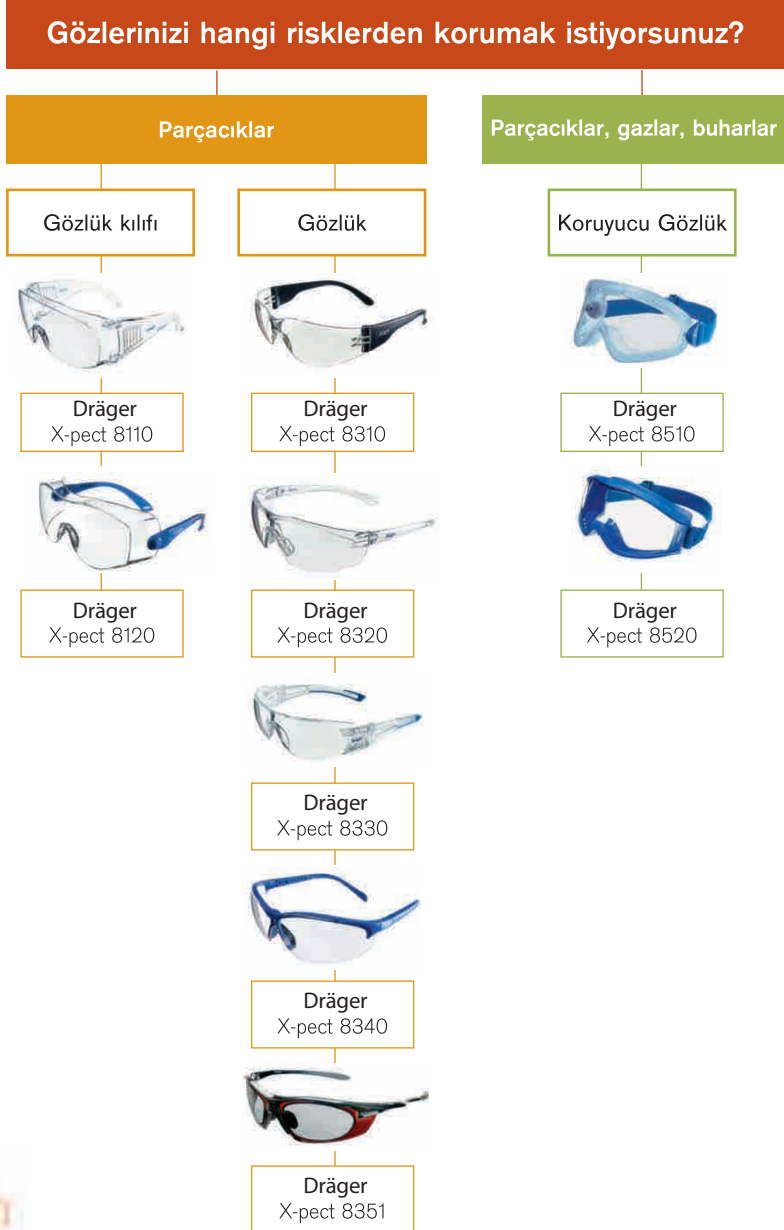 Gözlerinizi hangi risklerden korumak istiyorsunuz?
Parçacıklar
Gözlük kılıfı
Dräger
X-pect 8110
Dräger
X-pect 8120
Gözlük
Dräger
X-pect 8310
Dräger
X-pect 8320
Dräger
X-pect 8330
Dräger
X-pect 8340
Dräger
X-pect 8351
Parçacıklar, gazlar, buharlar
Koruyucu Gözlük
Dräger
X-pect 8510
Dräger
X-pect 8520